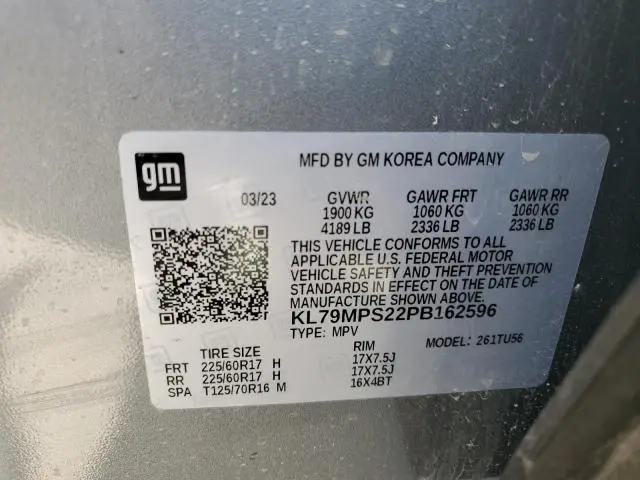 gm
MFD BY GM KOREA COMPANY
03/23 GVWR GAWR FRT GAWR RR
1900 KG 1060 KG 1060 KG
4189 LB 2336 LB 2336 LB
THIS VEHICLE CONFORMS TO ALL
APPLICABLE U.S. FEDERAL MOTOR
VEHICLE SAFETY AND THEFT PREVENTION
STANDARDS IN EFFECT ON THE DATE OF
MANUFACTURE SHOWN ABOVE.
KL79MPS22PB162596
TYPE: MPV MODEL: 261TU56
TIRE SIZE RIM
FRT 225/60R17 H 17X7.5J
RR 225/60R17 H 17X7.5J
SPA T125/70R16 M 16X4BT